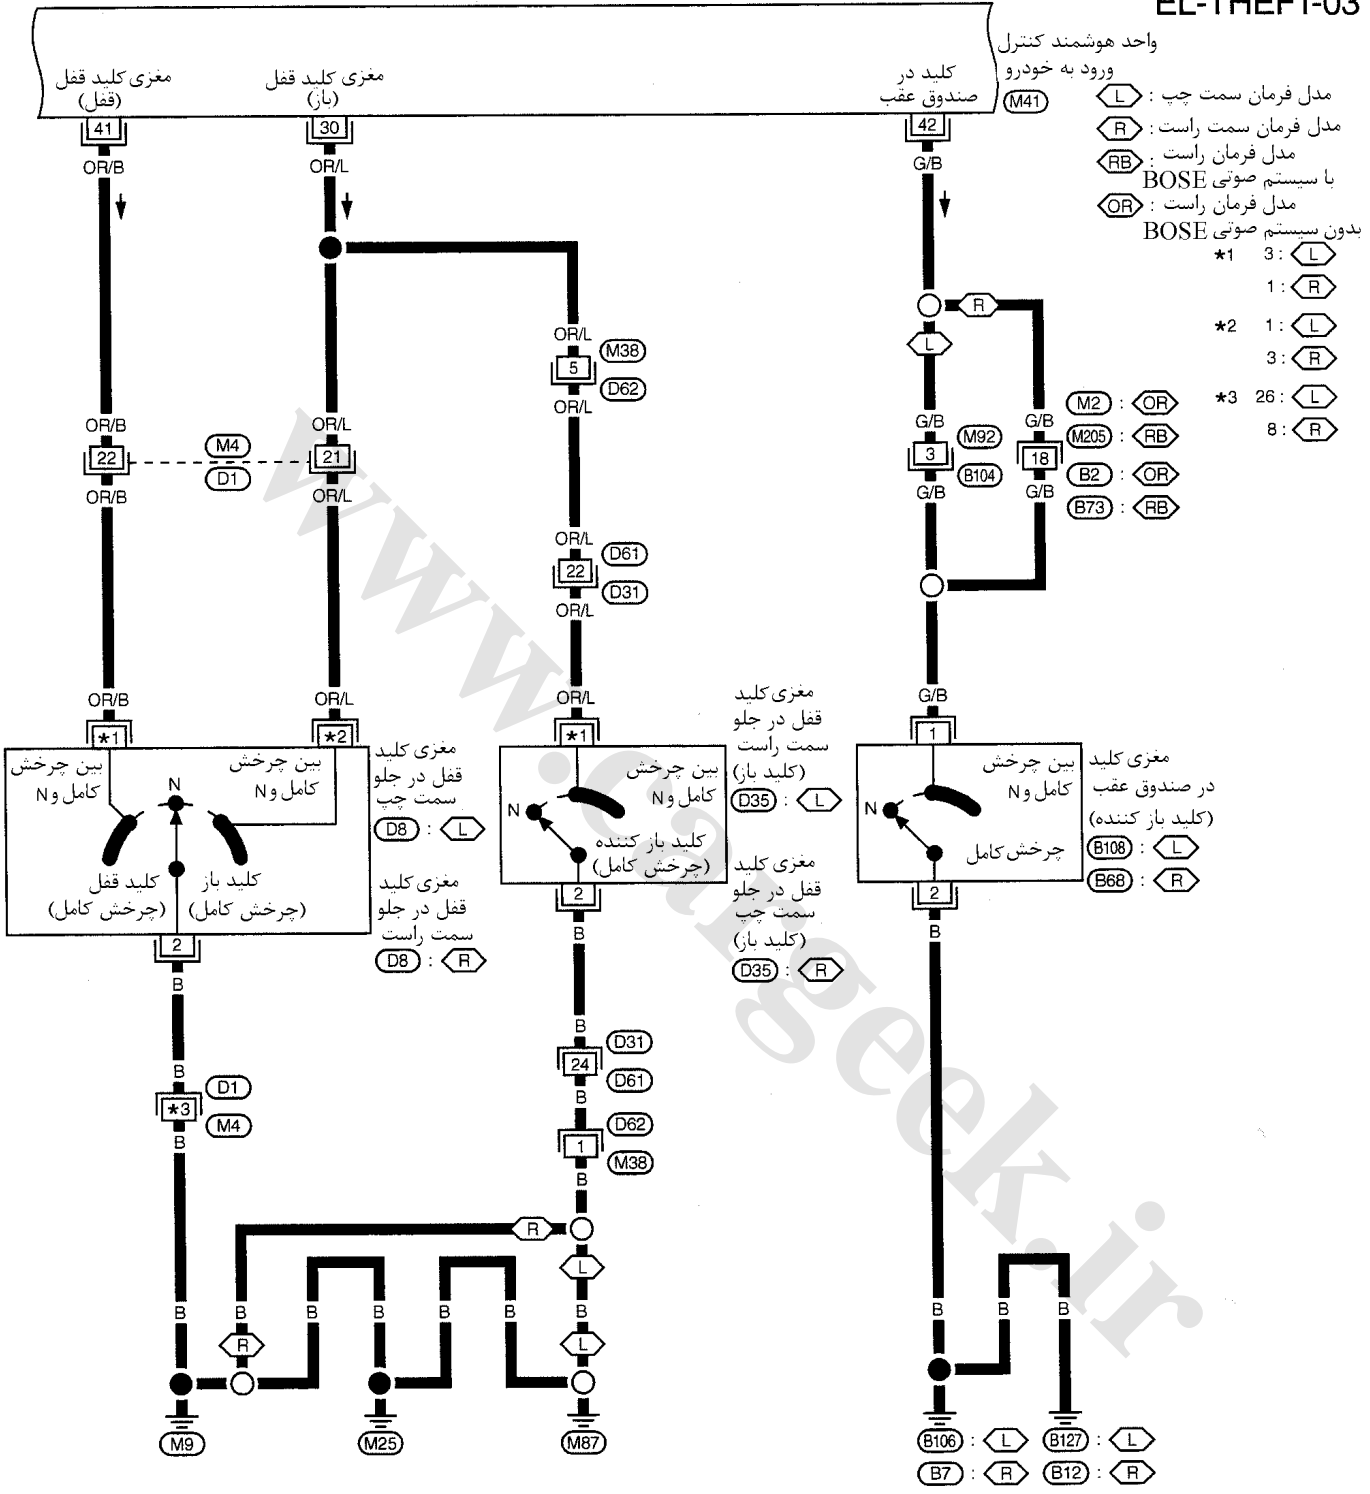 EL-THEFT-03
واحد هوشمند کنترل
ورود به خودرو
M41
مغزی کلید قفل
(قفل)
مغزی کلید قفل
(باز)
کلید در
صندوق عقب
L : مدل فرمان سمت چپ
R : مدل فرمان سمت راست
RB : مدل فرمان راست
با سیستم صوتی BOSE
OR : مدل فرمان راست
بدون سیستم صوتی BOSE
*1 3 : L
1 : R
*2 1 : L
3 : R
*3 26 : L
8 : R
41
30
42
OR/B
OR/L
G/B
R
L
OR/L
M38
5
D62
OR/L
OR/B
OR/L
M4
22
21
D1
OR/B
OR/L
G/B
G/B
M92
3
18
B104
G/B
G/B
M2 : OR
M205 : RB
B2 : OR
B73 : RB
OR/L
D61
22
D31
OR/L
OR/B
OR/L
OR/L
G/B
*1
*2
*1
1
بین چرخش
کامل و N
N
بین چرخش
کامل و N
کلید قفل
(چرخش کامل)
کلید باز
(چرخش کامل)
2
مغزی کلید
قفل در جلو
سمت چپ
D8 : L
مغزی کلید
قفل در جلو
سمت راست
D8 : R
بین چرخش
کامل و N
N
کلید باز کننده
(چرخش کامل)
2
مغزی کلید
قفل در جلو
سمت راست
(کلید باز)
D35 : L
مغزی کلید
قفل در جلو
سمت چپ
(کلید باز)
D35 : R
بین چرخش
کامل و N
N
چرخش کامل
2
مغزی کلید
در صندوق عقب
(کلید باز کننده)
B108 : L
B68 : R
B
B
B
B
B
D31
24
D61
B
B
D1
*3
M4
B
D62
1
M38
B
R
L
B
B
B
B
B
B
B
B
B
B
R
L
M9
M25
M87
B106 : L
B127 : L
B7 : R
B12 : R
www.cargeek.ir